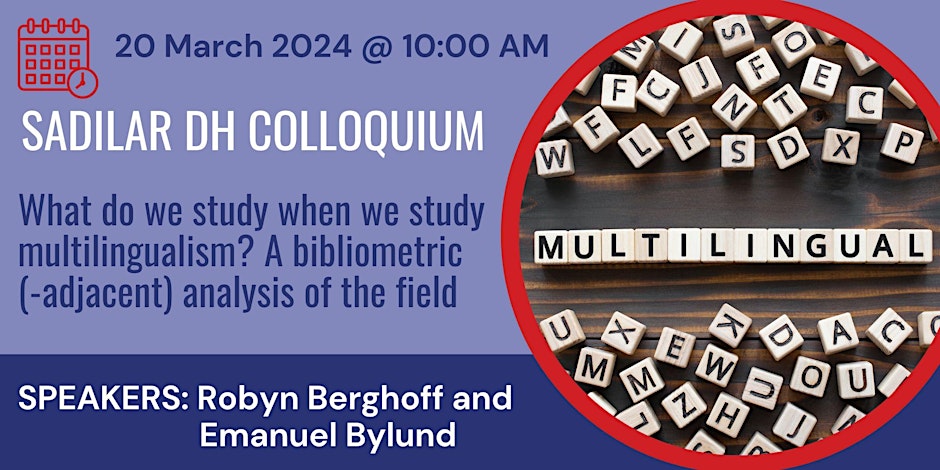 20 March 2024 @ 10:00 AM
SADILAR DH COLLOQUIUM
What do we study when we study
multilingualism? A bibliometric
(-adjacent) analysis of the field
SPEAKERS: Robyn Berghoff and
Emanuel Bylund
MULTILINGUAL